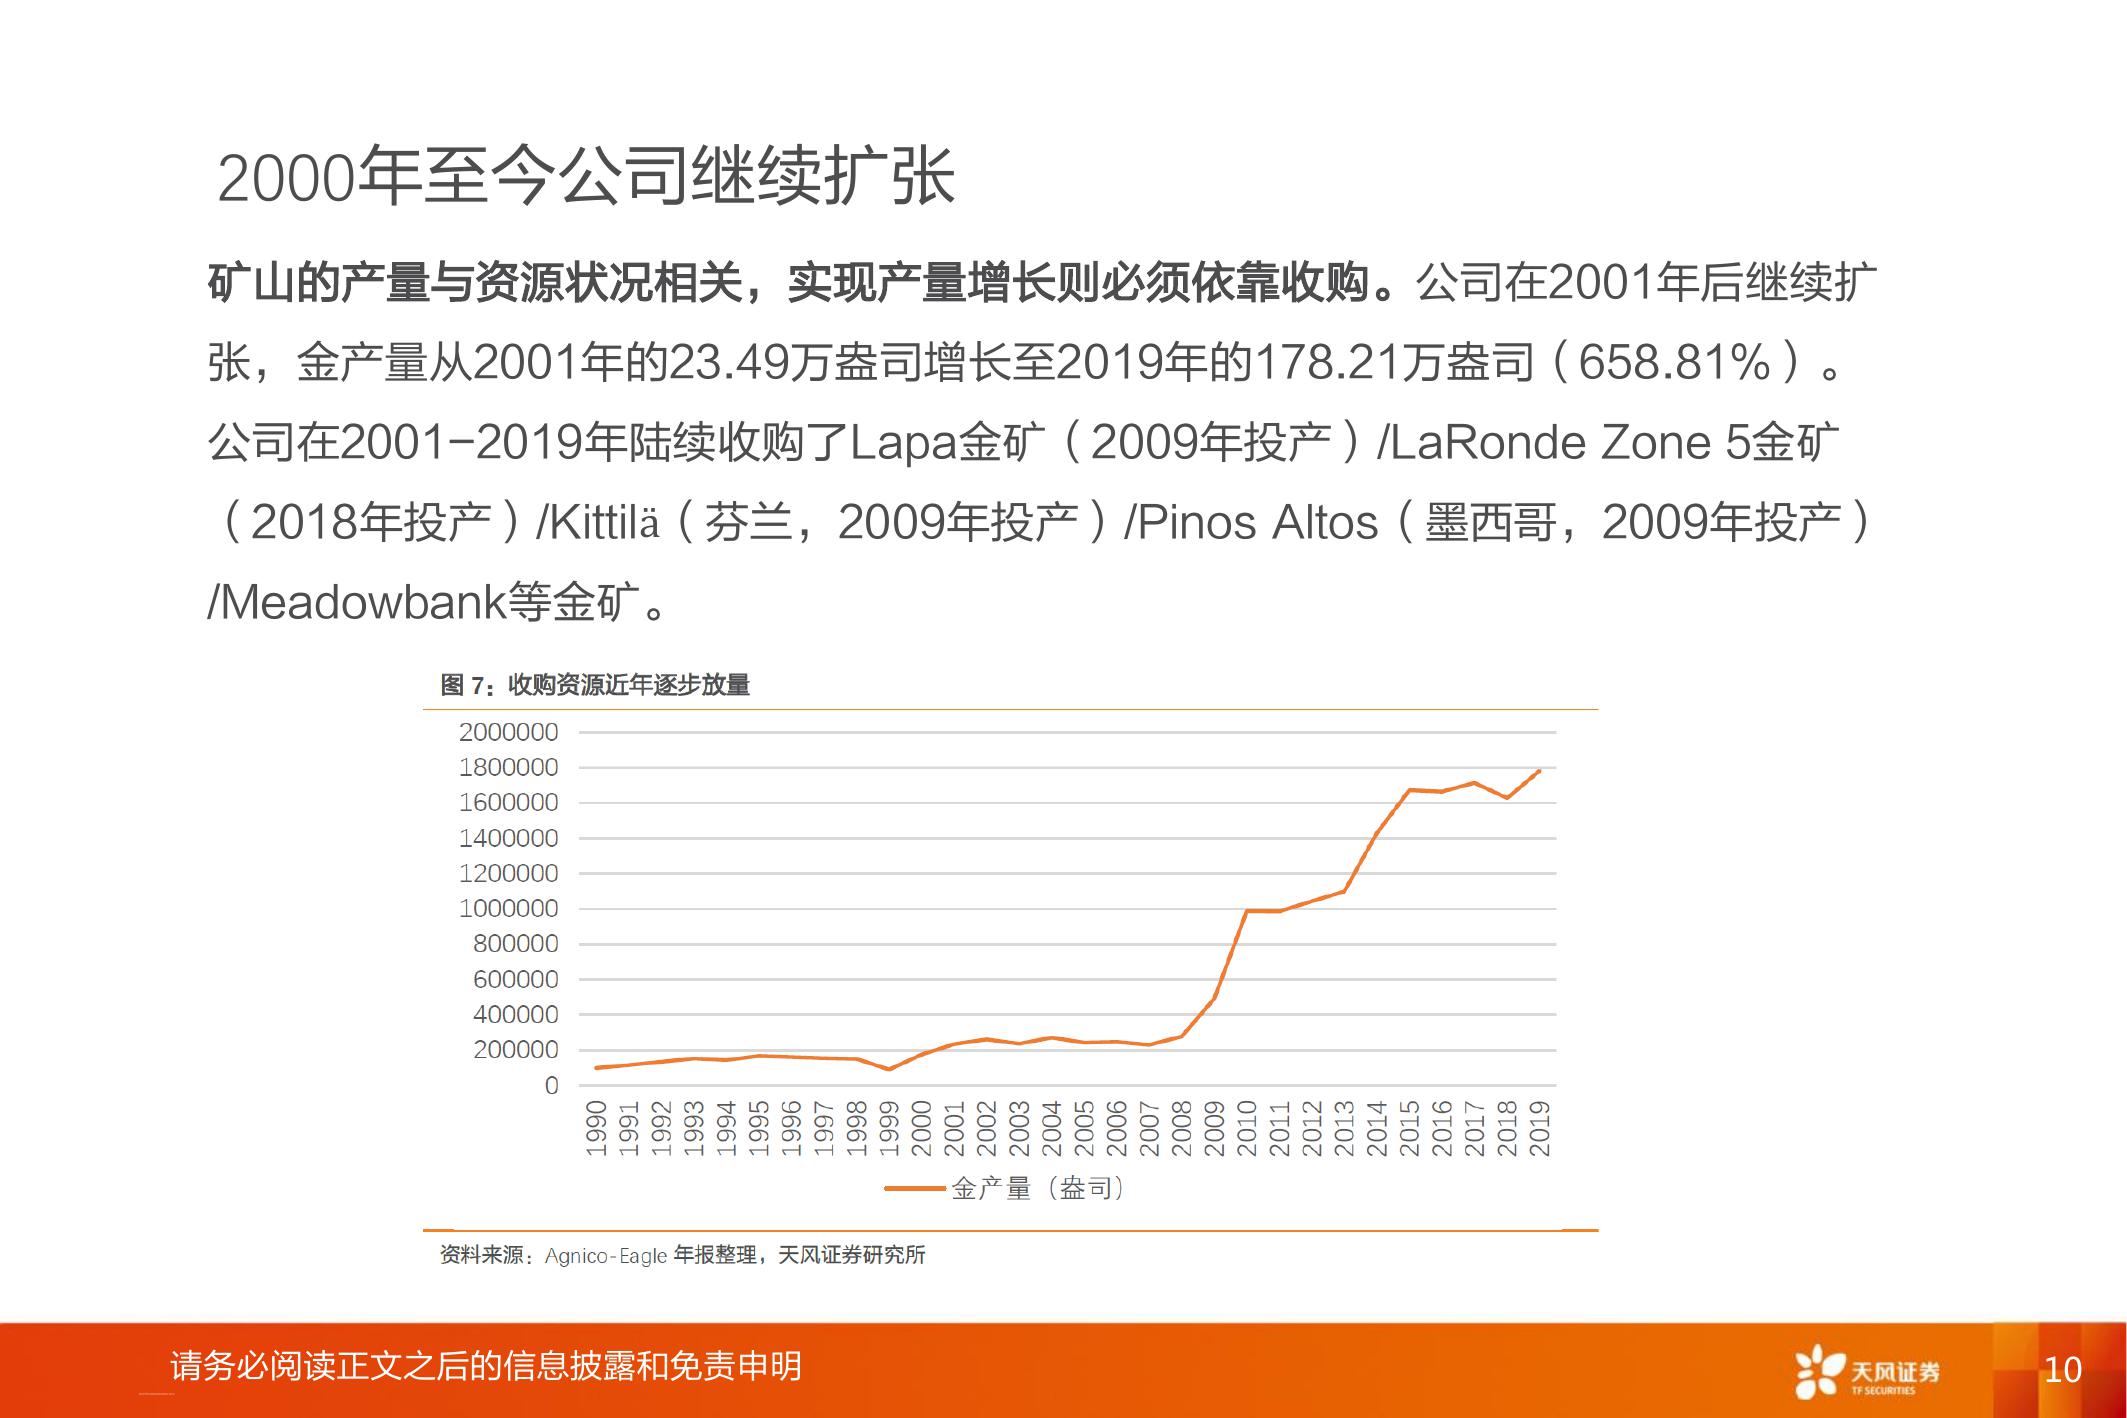 2000年至今公司继续扩张
矿山的产量与资源状况相关，实现产量增长则必须依靠收购。公司在2001年后继续扩
张，金产量从2001年的23.49万盎司增长至2019年的178.21万盎司（658.81%）。
公司在2001-2019年陆续收购了Lapa金矿（2009年投产）/LaRonde Zone 5金矿
（2018年投产）/Kittilä（芬兰，2009年投产）/Pinos Altos（墨西哥，2009年投产）
/Meadowbank等金矿。
图 7：收购资源近年逐步放量
2000000
1800000
1600000
1400000
1200000
1000000
800000
600000
400000
200000
0
1990 1991 1992 1993 1994 1995 1996 1997 1998 1999 2000 2001 2002 2003 2004 2005 2006 2007 2008 2009 2010 2011 2012 2013 2014 2015 2016 2017 2018 2019
金产量（盎司）
资料来源：Agnico-Eagle 年报整理，天风证券研究所
请务必阅读正文之后的信息披露和免责申明
天风证券
TF SECURITIES
10